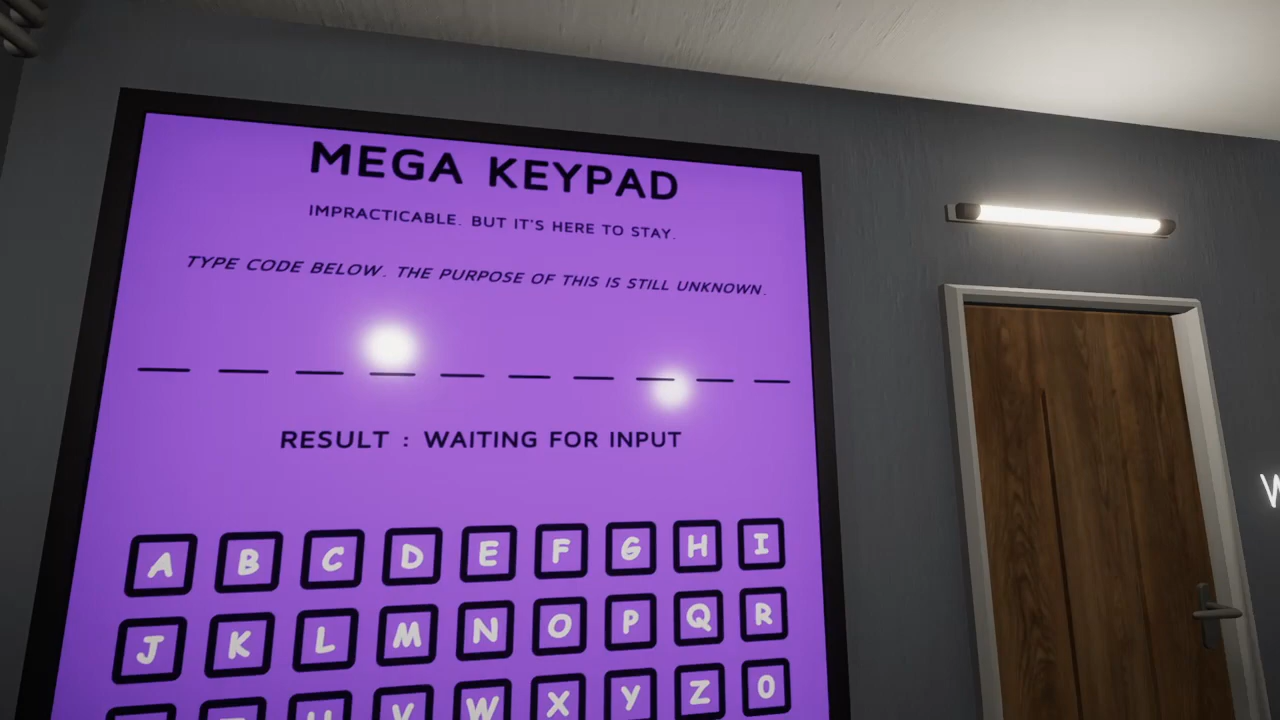 MEGA KEYPAD
IMPRACTICABLE. BUT IT'S HERE TO STAY.
TYPE CODE BELOW. THE PURPOSE OF THIS IS STILL UNKNOWN.
RESULT : WAITING FOR INPUT
A B C D E F G H I
J K L M N O P Q R
U V W X Y Z 0
W